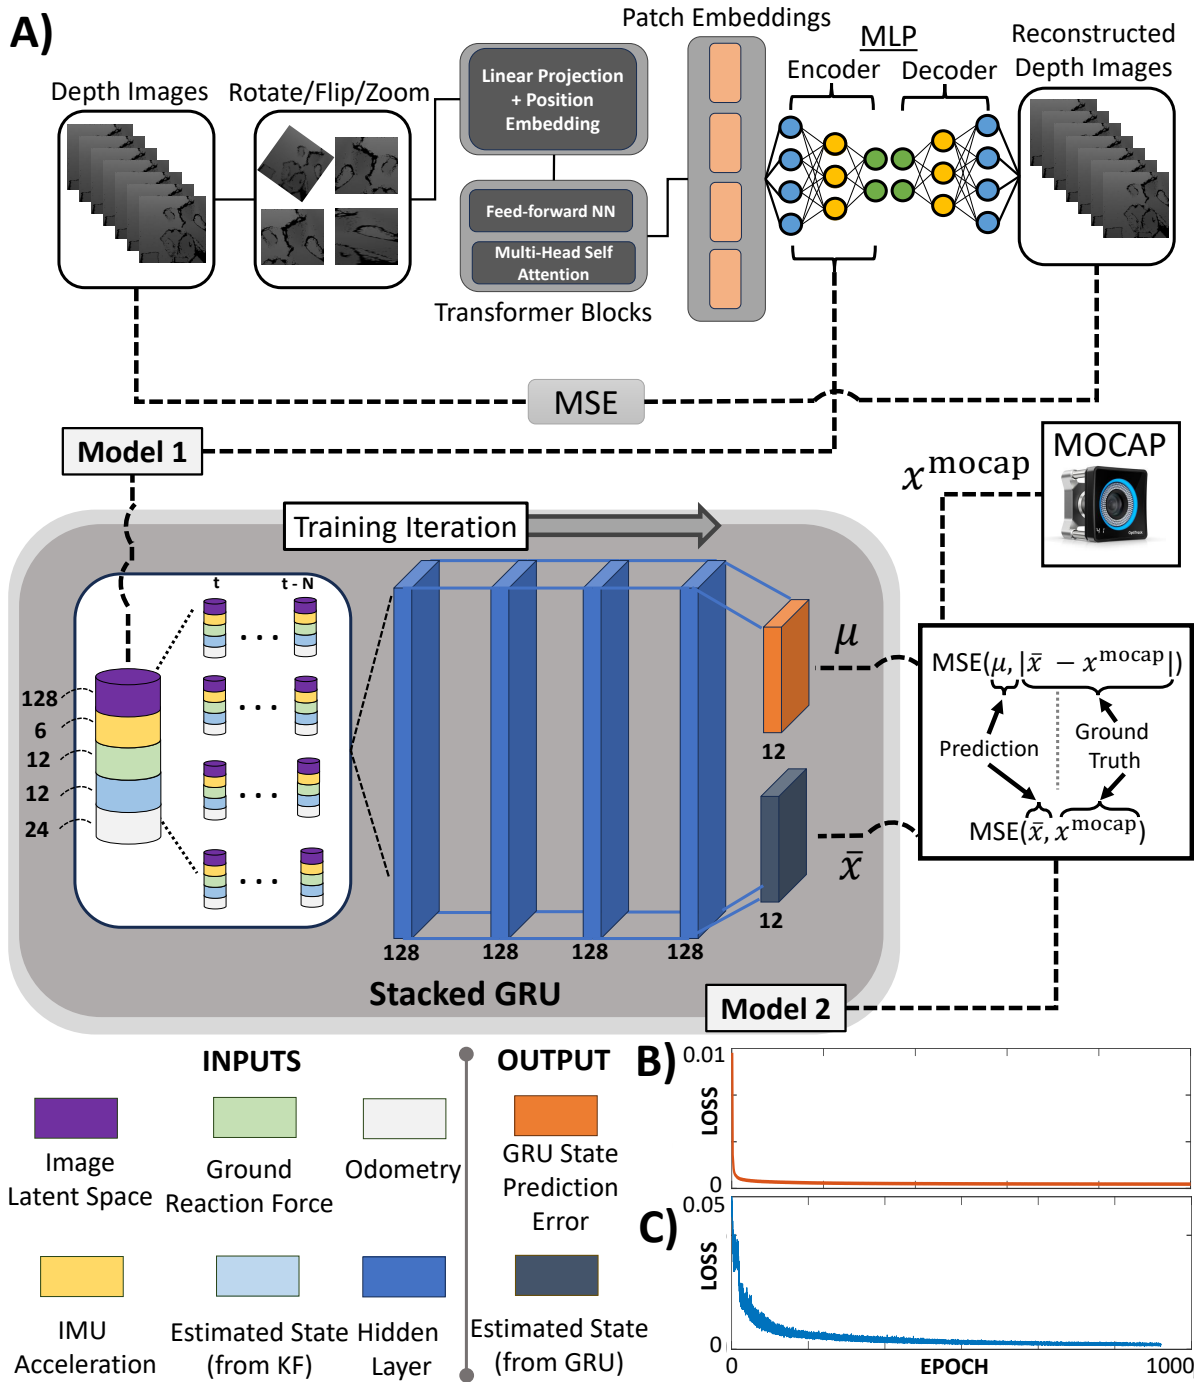 A)
Depth Images
Rotate/Flip/Zoom
Linear Projection
+ Position
Embedding
Feed-forward NN
Multi-Head Self
Attention
Transformer Blocks
Patch Embeddings
MLP
Encoder
Decoder
Reconstructed
Depth Images
MSE
Model 1
x^mocap
MOCAP
Training Iteration
t
t - N
128
6
12
12
24
128
128
128
128
Stacked GRU
12
12
μ
x̄
MSE(μ, |x̄ − x^mocap|)
Prediction
Ground
Truth
MSE(x̄, x^mocap)
Model 2
INPUTS
Image
Latent Space
Ground
Reaction Force
Odometry
IMU
Acceleration
Estimated State
(from KF)
Hidden
Layer
OUTPUT
GRU State
Prediction
Error
Estimated State
(from GRU)
B)
0.01
LOSS
0
C)
0.05
LOSS
0
0
EPOCH
1000